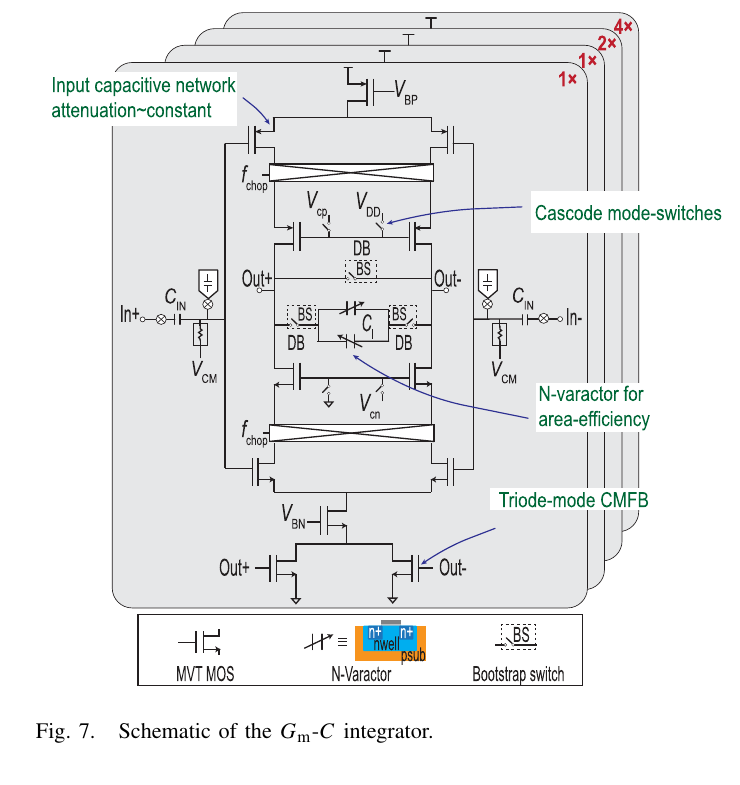 4×
2×
1×
1×
Input capacitive network
attenuation~constant
V_BP
f_chop
V_cp
V_DD
Cascode mode-switches
DB
BS
Out+
Out-
C_IN
In+
BS
BS
C_I
DB
DB
C_IN
In-
V_CM
V_CM
V_cn
N-varactor for
area-efficiency
f_chop
Triode-mode CMFB
V_BN
Out+
Out-
n+ n+
nwell
psub
BS
≡
MVT MOS
N-Varactor
Bootstrap switch
Fig. 7. Schematic of the G_m-C integrator.